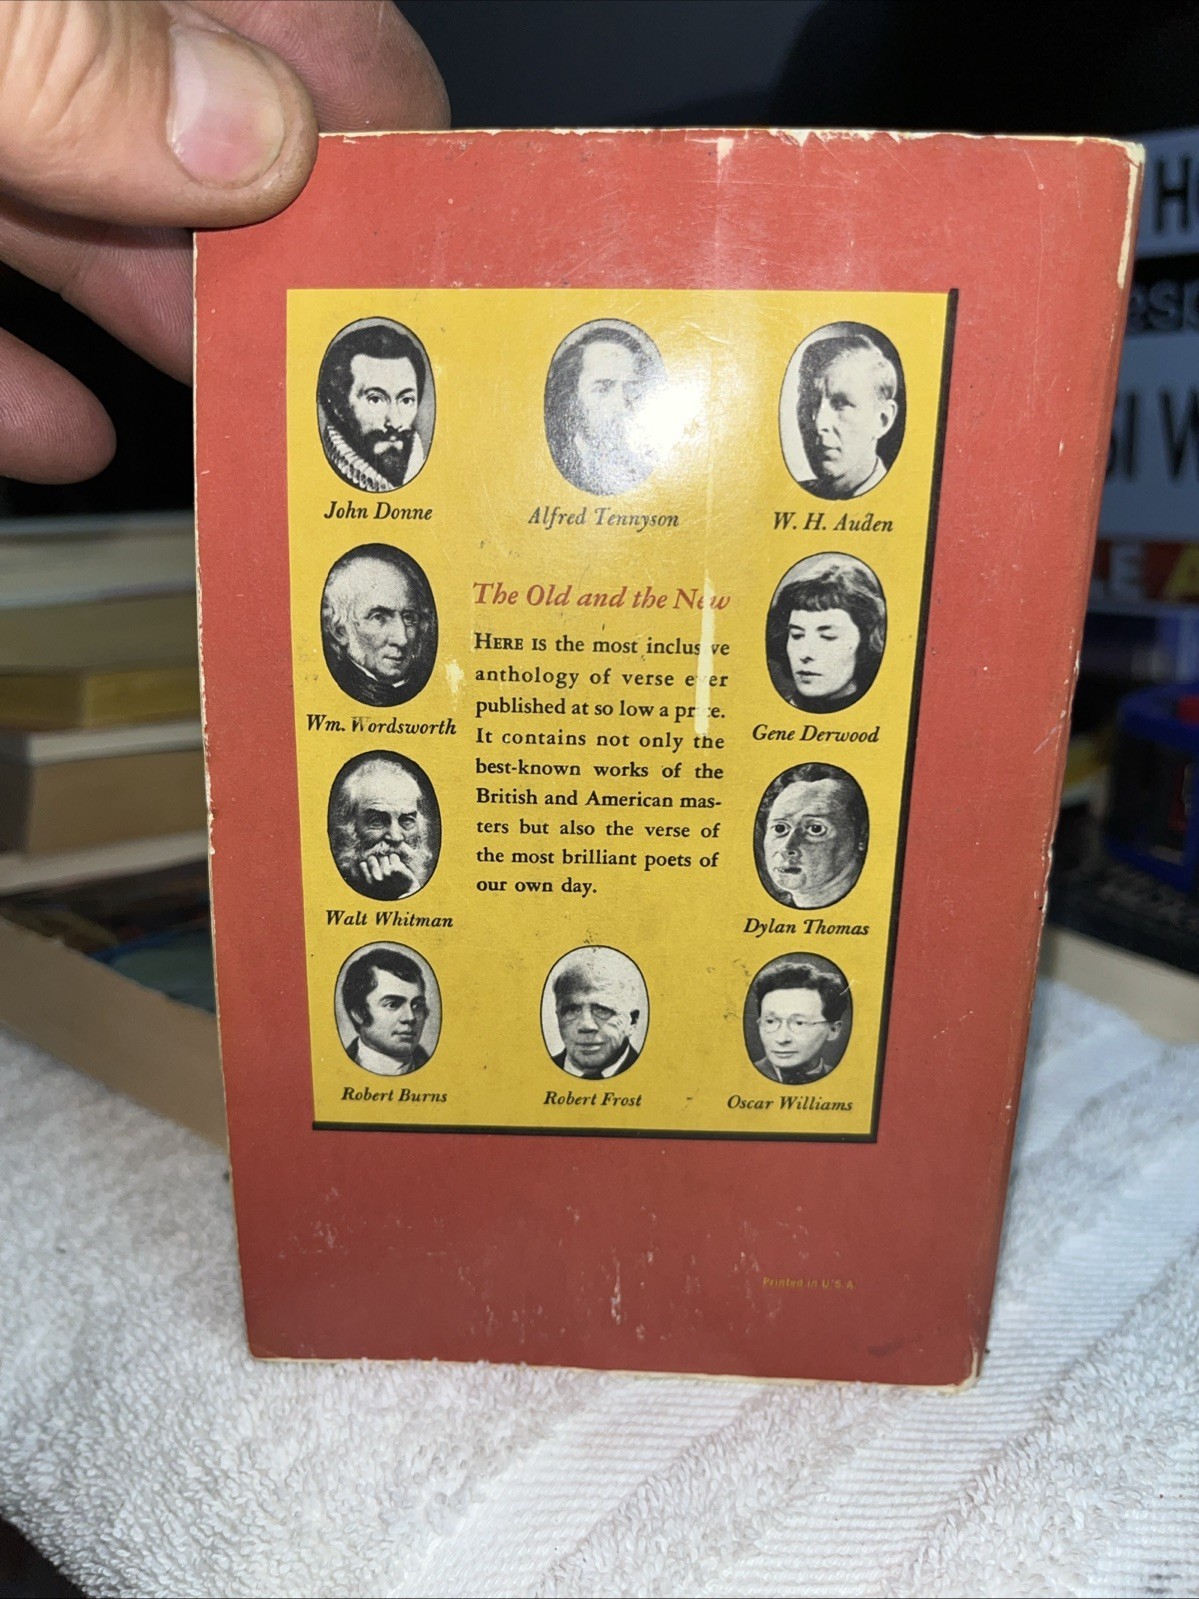 John Donne
Alfred Tennyson
W. H. Auden
Wm. Wordsworth
Gene Derwood
Walt Whitman
Dylan Thomas
Robert Burns
Robert Frost
Oscar Williams
The Old and the New
HERE IS the most inclusive
anthology of verse ever
published at so low a price.
It contains not only the
best-known works of the
British and American mas-
ters but also the verse of
the most brilliant poets of
our own day.
Printed in U.S.A.
H